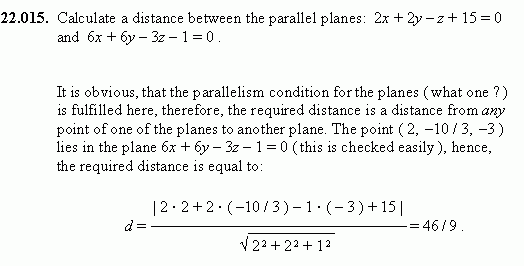 22.015. Calculate a distance between the parallel planes: 2x + 2y – z + 15 = 0
and 6x + 6y – 3z – 1 = 0 .
It is obvious, that the parallelism condition for the planes ( what one ? )
is fulfilled here, therefore, the required distance is a distance from any
point of one of the planes to another plane. The point ( 2, –10 / 3, –3 )
lies in the plane 6x + 6y – 3z – 1 = 0 ( this is checked easily ), hence,
the required distance is equal to:
| 2 · 2 + 2 · ( –10 / 3 ) – 1 · ( – 3 ) + 15 |
d = = 46 / 9 .
√ 2² + 2² + 1²